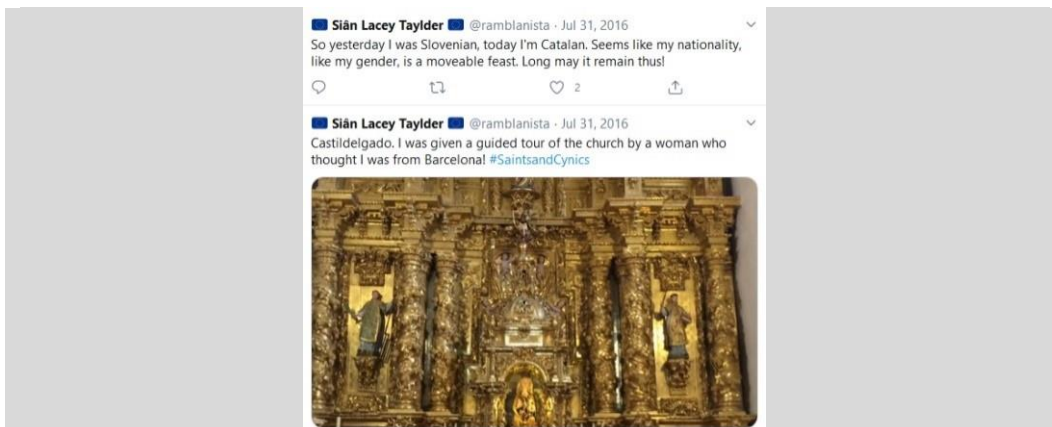 Siân Lacey Taylder @ramblanista · Jul 31, 2016
So yesterday I was Slovenian, today I'm Catalan. Seems like my nationality,
like my gender, is a moveable feast. Long may it remain thus!
2
Siân Lacey Taylder @ramblanista · Jul 31, 2016
Castildelgado. I was given a guided tour of the church by a woman who
thought I was from Barcelona! #SaintsandCynics